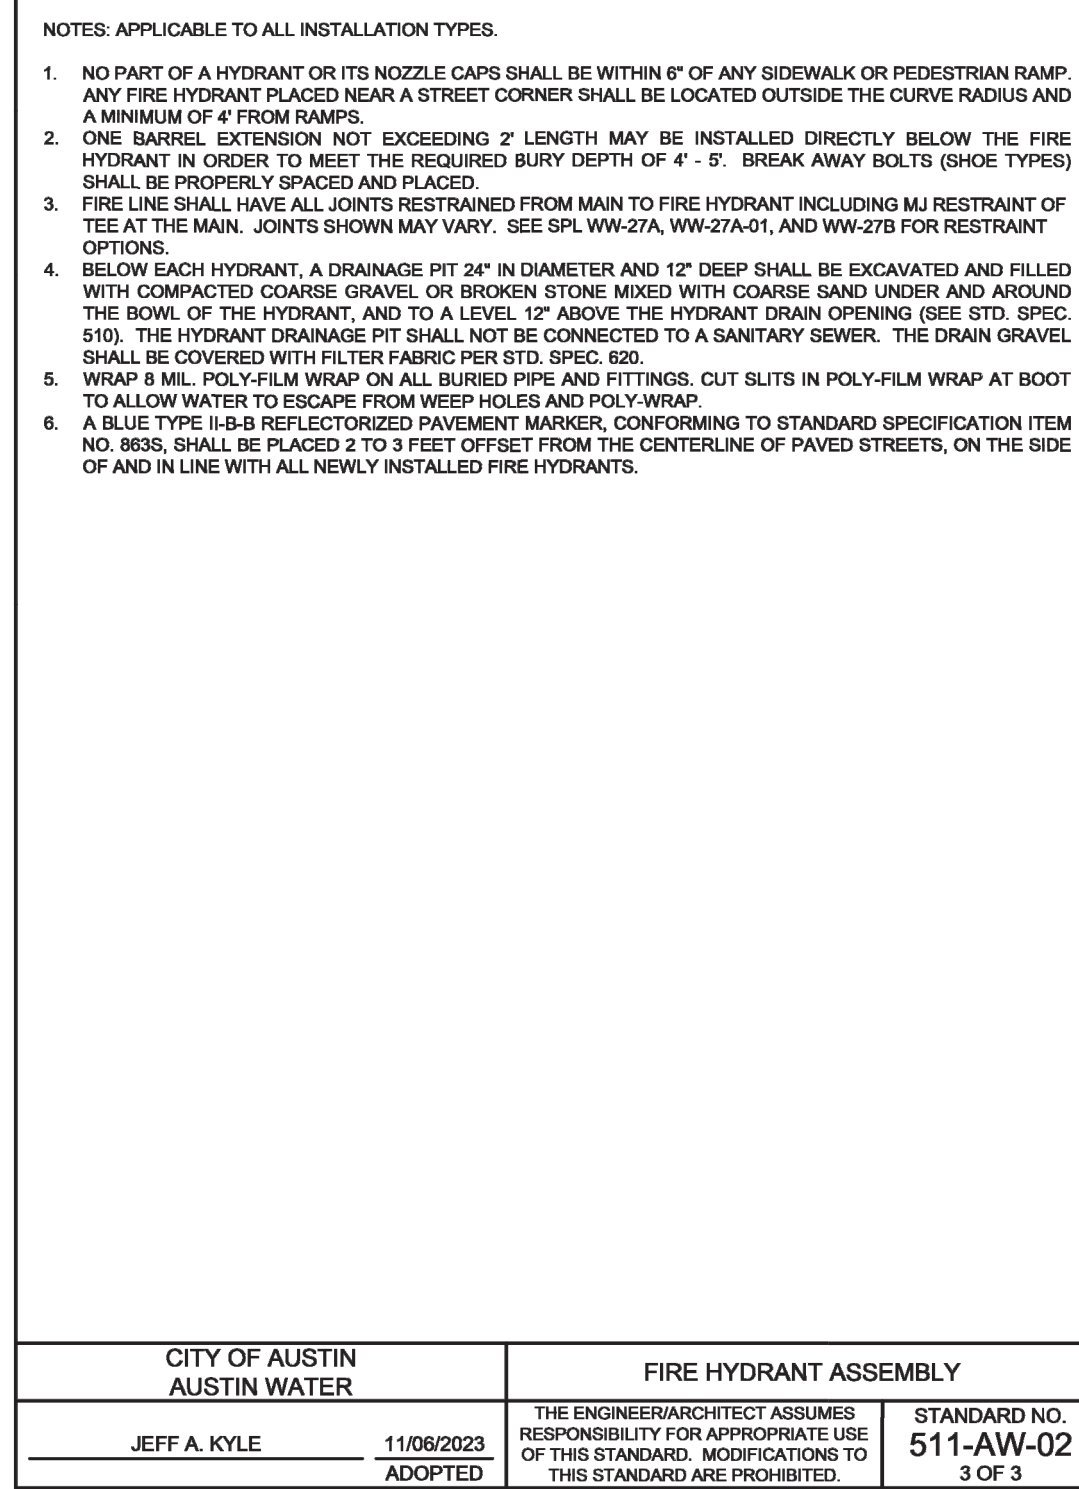 NOTES: APPLICABLE TO ALL INSTALLATION TYPES.
1. NO PART OF A HYDRANT OR ITS NOZZLE CAPS SHALL BE WITHIN 6" OF ANY SIDEWALK OR PEDESTRIAN RAMP.
ANY FIRE HYDRANT PLACED NEAR A STREET CORNER SHALL BE LOCATED OUTSIDE THE CURVE RADIUS AND
A MINIMUM OF 4' FROM RAMPS.
2. ONE BARREL EXTENSION NOT EXCEEDING 2' LENGTH MAY BE INSTALLED DIRECTLY BELOW THE FIRE
HYDRANT IN ORDER TO MEET THE REQUIRED BURY DEPTH OF 4' - 5'. BREAK AWAY BOLTS (SHOE TYPES)
SHALL BE PROPERLY SPACED AND PLACED.
3. FIRE LINE SHALL HAVE ALL JOINTS RESTRAINED FROM MAIN TO FIRE HYDRANT INCLUDING MJ RESTRAINT OF
TEE AT THE MAIN. JOINTS SHOWN MAY VARY. SEE SPL WW-27A, WW-27A-01, AND WW-27B FOR RESTRAINT
OPTIONS.
4. BELOW EACH HYDRANT, A DRAINAGE PIT 24" IN DIAMETER AND 12" DEEP SHALL BE EXCAVATED AND FILLED
WITH COMPACTED COARSE GRAVEL OR BROKEN STONE MIXED WITH COARSE SAND UNDER AND AROUND
THE BOWL OF THE HYDRANT, AND TO A LEVEL 12" ABOVE THE HYDRANT DRAIN OPENING (SEE STD. SPEC.
510). THE HYDRANT DRAINAGE PIT SHALL NOT BE CONNECTED TO A SANITARY SEWER. THE DRAIN GRAVEL
SHALL BE COVERED WITH FILTER FABRIC PER STD. SPEC. 620.
5. WRAP 8 MIL. POLY-FILM WRAP ON ALL BURIED PIPE AND FITTINGS. CUT SLITS IN POLY-FILM WRAP AT BOOT
TO ALLOW WATER TO ESCAPE FROM WEEP HOLES AND POLY-WRAP.
6. A BLUE TYPE II-B-B REFLECTORIZED PAVEMENT MARKER, CONFORMING TO STANDARD SPECIFICATION ITEM
NO. 863S, SHALL BE PLACED 2 TO 3 FEET OFFSET FROM THE CENTERLINE OF PAVED STREETS, ON THE SIDE
OF AND IN LINE WITH ALL NEWLY INSTALLED FIRE HYDRANTS.
CITY OF AUSTIN
AUSTIN WATER
FIRE HYDRANT ASSEMBLY
JEFF A. KYLE
11/06/2023
ADOPTED
THE ENGINEER/ARCHITECT ASSUMES
RESPONSIBILITY FOR APPROPRIATE USE
OF THIS STANDARD. MODIFICATIONS TO
THIS STANDARD ARE PROHIBITED.
STANDARD NO.
511-AW-02
3 OF 3